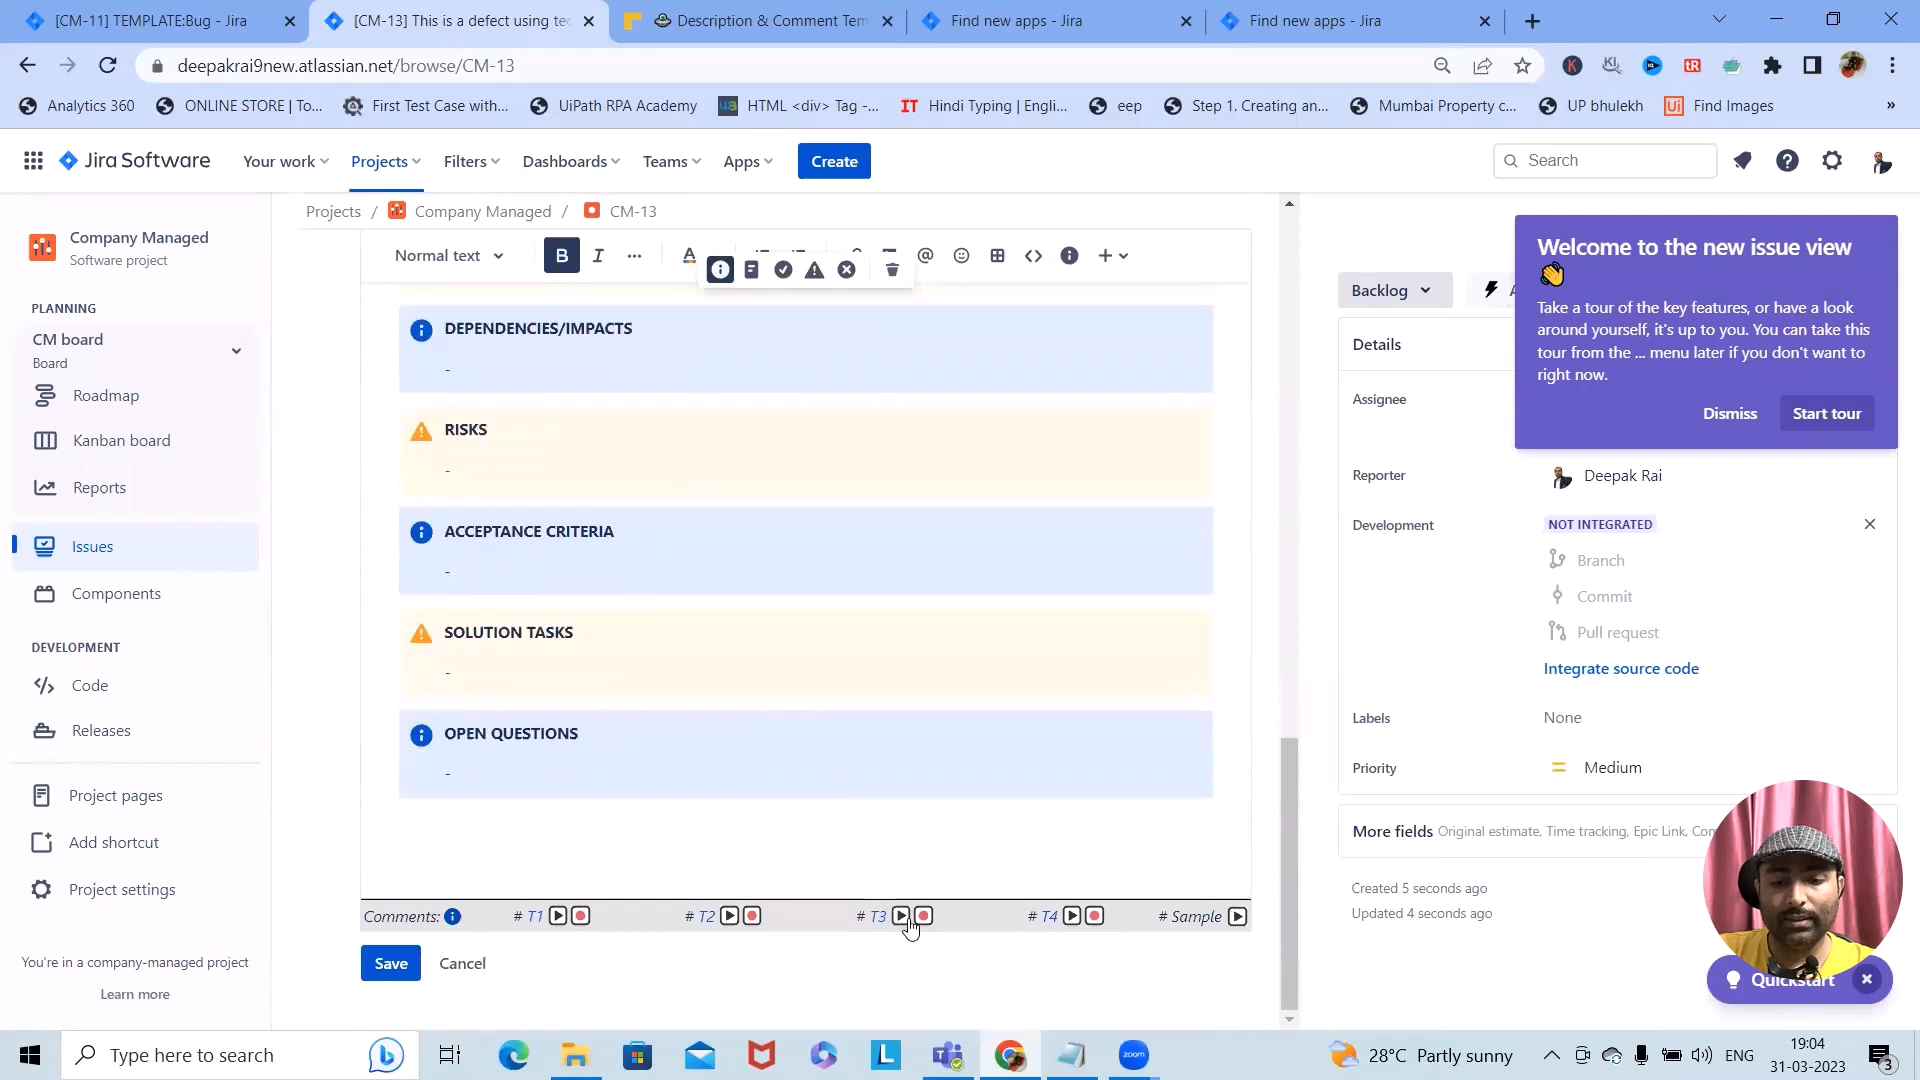 [CM-11] TEMPLATE:Bug - Jira
[CM-13] This is a defect using tec
Description & Comment Tem
Find new apps - Jira
Find new apps - Jira
deepakrai9new.atlassian.net/browse/CM-13
Analytics 360
ONLINE STORE | To...
First Test Case with...
UiPath RPA Academy
HTML <div> Tag -...
Hindi Typing | Engli...
eep
Step 1. Creating an...
Mumbai Property c...
UP bhulekh
Find Images
Jira Software
Your work
Projects
Filters
Dashboards
Teams
Apps
Create
Search
Company Managed
Software project
PLANNING
CM board
Board
Roadmap
Kanban board
Reports
Issues
Components
DEVELOPMENT
Code
Releases
Project pages
Add shortcut
Project settings
You're in a company-managed project
Learn more
Projects / Company Managed / CM-13
Normal text
DEPENDENCIES/IMPACTS
-
RISKS
-
ACCEPTANCE CRITERIA
-
SOLUTION TASKS
-
OPEN QUESTIONS
-
Comments: # T1 # T2 # T3 # T4 # Sample
Save
Cancel
Welcome to the new issue view
Take a tour of the key features, or have a look
around yourself, it's up to you. You can take this
tour from the ... menu later if you don't want to
right now.
Dismiss
Start tour
Backlog
Details
Assignee
Reporter
Deepak Rai
Development
NOT INTEGRATED
Branch
Commit
Pull request
Integrate source code
Labels
None
Priority
Medium
More fields Original estimate, Time tracking, Epic Link,
Created 5 seconds ago
Updated 4 seconds ago
Quickstart
Type here to search
zoom
28°C Partly sunny
ENG
19:04
31-03-2023
3